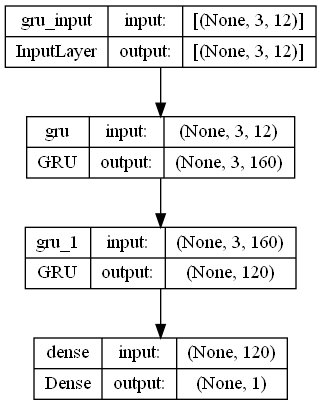 gru_input input: [(None, 3, 12)]
InputLayer output: [(None, 3, 12)]
gru input: (None, 3, 12)
GRU output: (None, 3, 160)
gru_1 input: (None, 3, 160)
GRU output: (None, 120)
dense input: (None, 120)
Dense output: (None, 1)